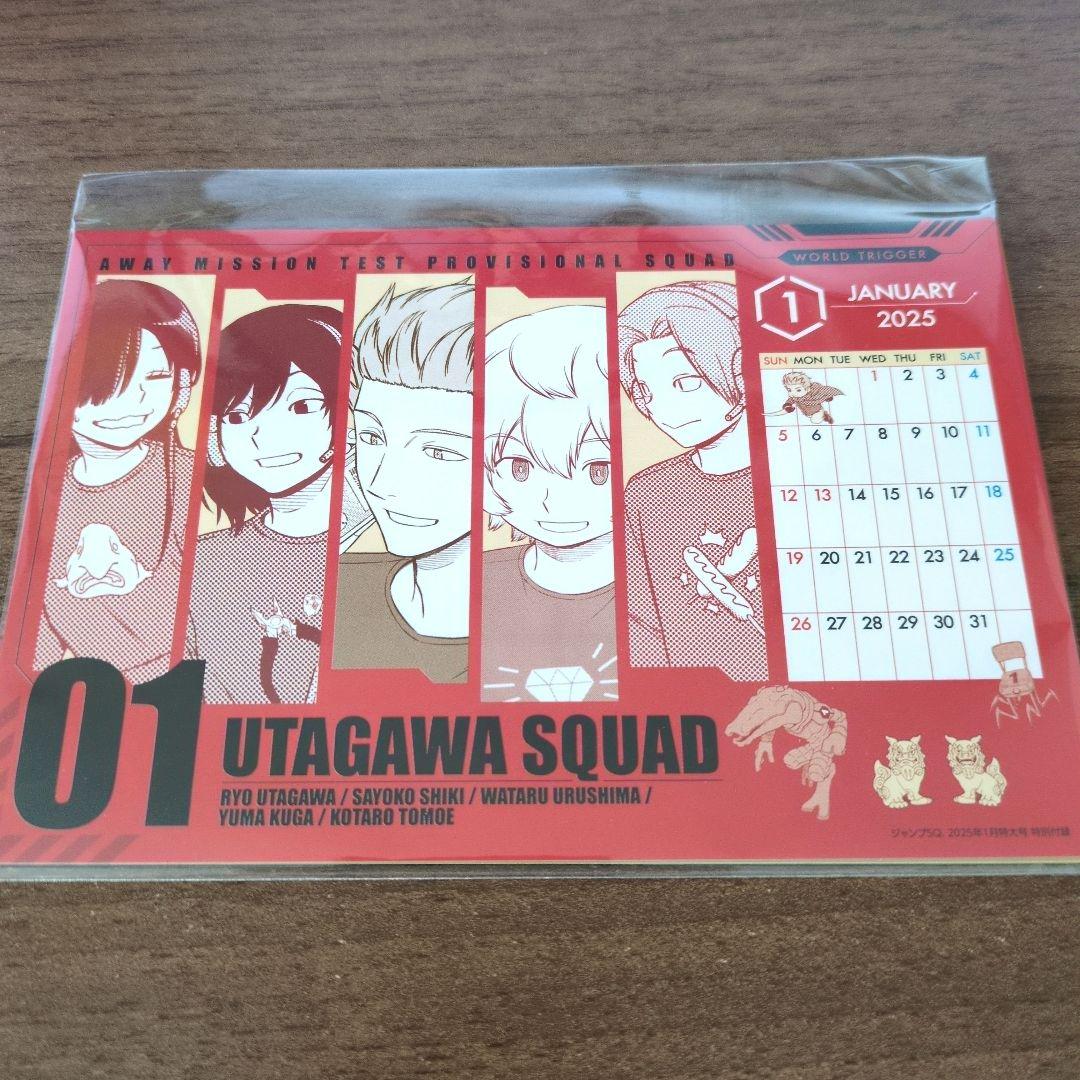 AWAY MISSION TEST PROVISIONAL SQUAD
WORLD TRIGGER
1
JANUARY
2025
SUN MON TUE WED THU FRI SAT
1 2 3 4
5 6 7 8 9 10 11
12 13 14 15 16 17 18
19 20 21 22 23 24 25
26 27 28 29 30 31
1
01
UTAGAWA SQUAD
RYO UTAGAWA / SAYOKO SHIKI / WATARU URUSHIMA /
YUMA KUGA / KOTARO TOMOE
ジャンプSQ. 2025年1月特大号 特別付録